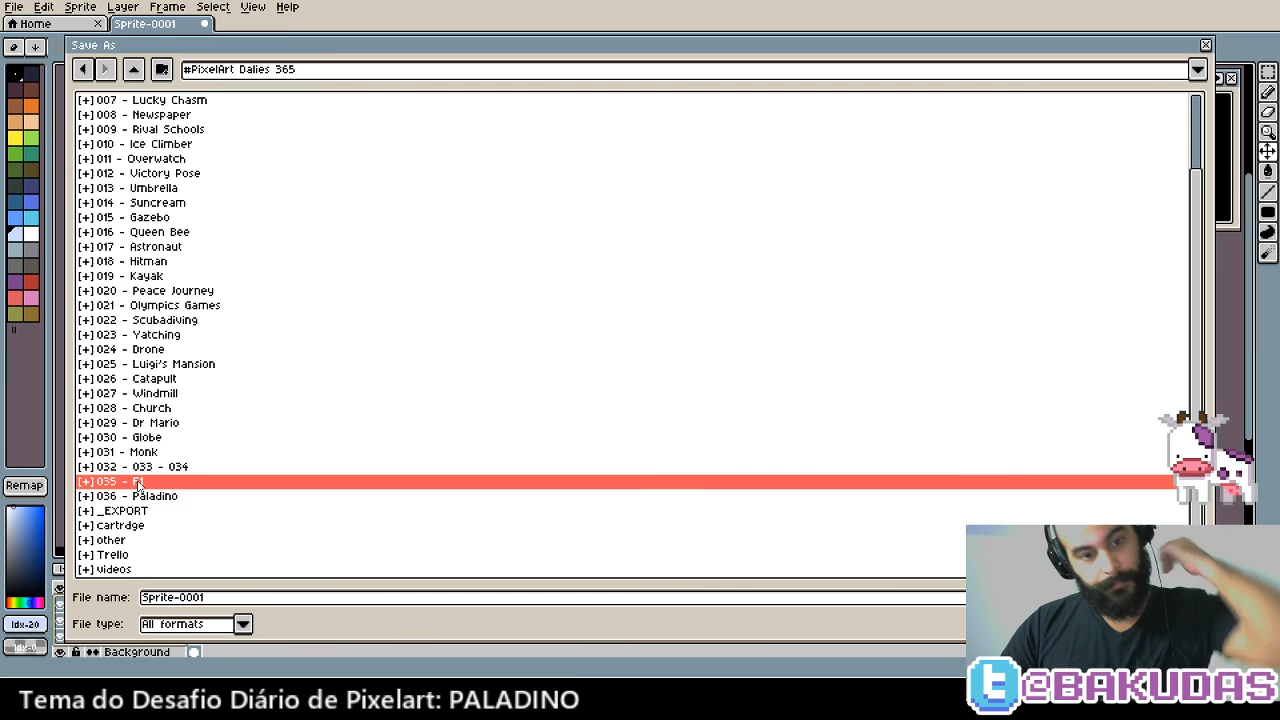 File Edit Sprite Layer Frame Select View Help
Home Sprite-0001
Save As
#PixelArt Dalies 365
[+] 007 - Lucky Chasm
[+] 008 - Newspaper
[+] 009 - Rival Schools
[+] 010 - Ice Climber
[+] 011 - Overwatch
[+] 012 - Victory Pose
[+] 013 - Umbrella
[+] 014 - Suncream
[+] 015 - Gazebo
[+] 016 - Queen Bee
[+] 017 - Astronaut
[+] 018 - Hitman
[+] 019 - Kayak
[+] 020 - Peace Journey
[+] 021 - Olympics Games
[+] 022 - Scubadiving
[+] 023 - Yatching
[+] 024 - Drone
[+] 025 - Luigi's Mansion
[+] 026 - Catapult
[+] 027 - Windmill
[+] 028 - Church
[+] 029 - Dr Mario
[+] 030 - Globe
[+] 031 - Monk
[+] 032 - 033 - 034
[+] 035 -
[+] 036 - Paladino
[+] _EXPORT
[+] cartrdge
[+] other
[+] Trello
[+] videos
Remap
File name: Sprite-0001
File type: All formats
Idx-20
Idx-0
Background
@BAKUDAS
Tema do Desafio Diário de Pixelart: PALADINO